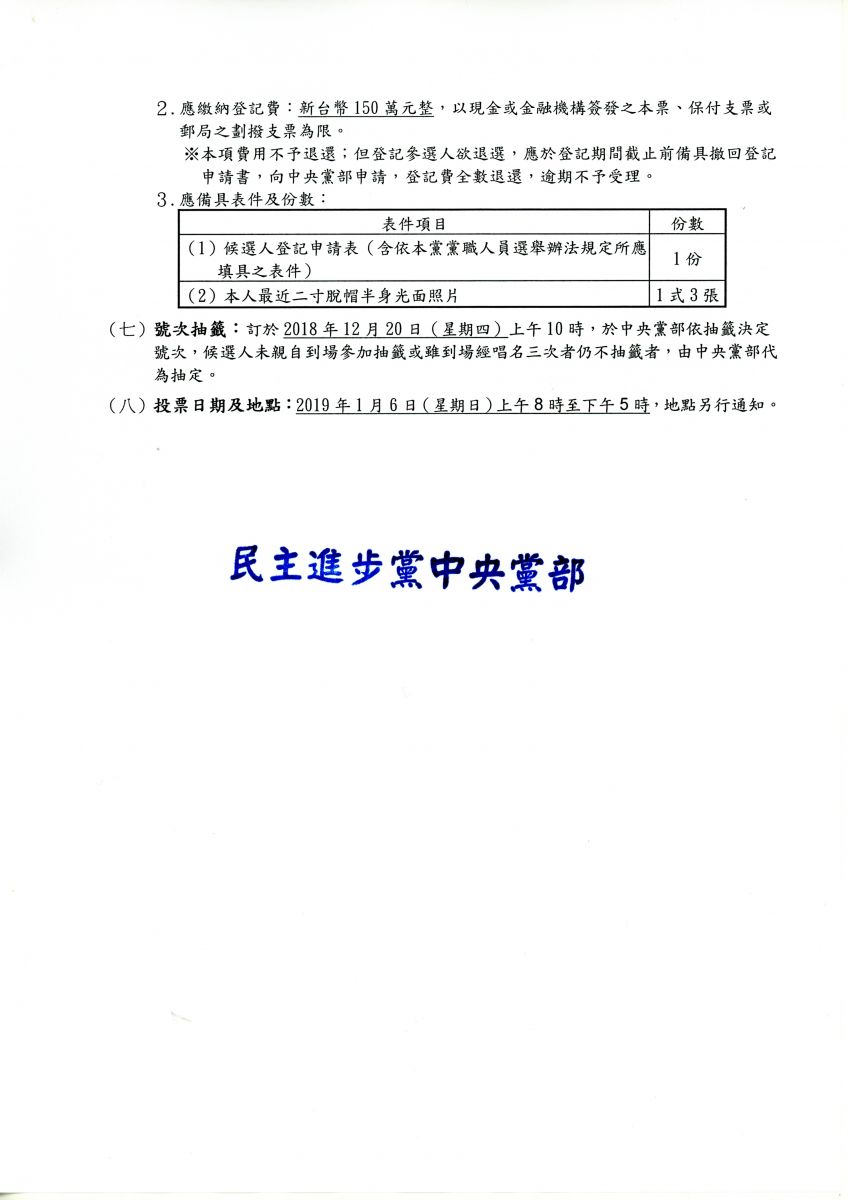 2.應繳納登記費：新台幣150萬元整，以現金或金融機構簽發之本票、保付支票或
郵局之劃撥支票為限。
※本項費用不予退還；但登記參選人欲退選，應於登記期間截止前備具撤回登記
申請書，向中央黨部申請，登記費全數退還，逾期不予受理。
3.應備具表件及份數：
表件項目 份數
(1)候選人登記申請表（含依本黨黨職人員選舉辦法規定所應
填具之表件） 1份
(2)本人最近二寸脫帽半身光面照片 1式3張
（七）號次抽籤：訂於2018年12月20日（星期四）上午10時，於中央黨部依抽籤決定
號次，候選人未親自到場參加抽籤或雖到場經唱名三次者仍不抽籤者，由中央黨部代
為抽定。
（八）投票日期及地點：2019年1月6日（星期日）上午8時至下午5時，地點另行通知。
民主進步黨中央黨部